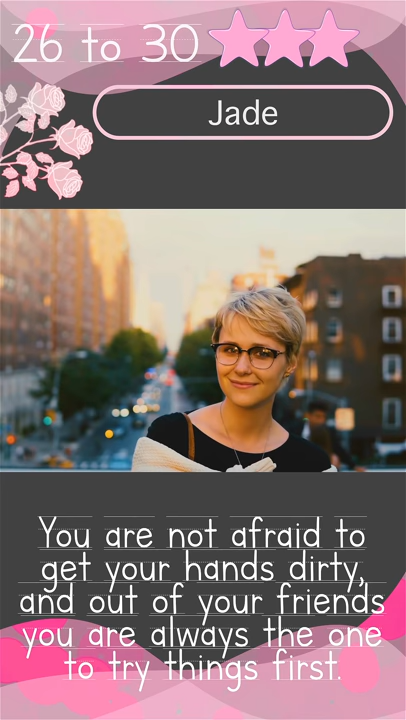 26 to 30
Jade
You are not afraid to
get your hands dirty,
and out of your friends
you are always the one
to try things first.